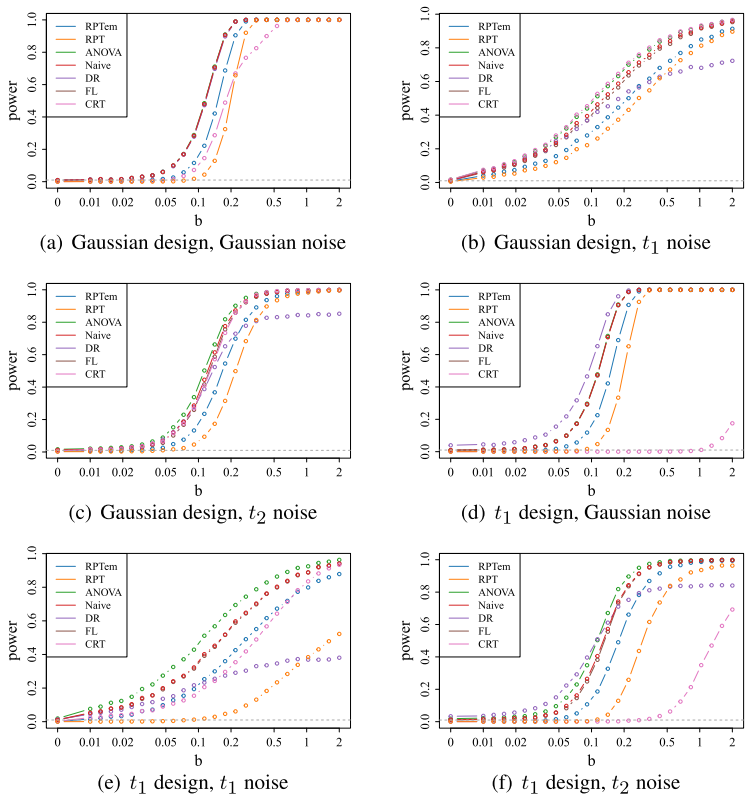 RPTem
RPT
ANOVA
Naive
DR
FL
CRT
power
0.0 0.2 0.4 0.6 0.8 1.0
0 0.01 0.02 0.05 0.1 0.2 0.5 1 2
b
(a) Gaussian design, Gaussian noise
RPTem
RPT
ANOVA
Naive
DR
FL
CRT
power
0.0 0.2 0.4 0.6 0.8 1.0
0 0.01 0.02 0.05 0.1 0.2 0.5 1 2
b
(b) Gaussian design, t1 noise
RPTem
RPT
ANOVA
Naive
DR
FL
CRT
power
0.0 0.2 0.4 0.6 0.8 1.0
0 0.01 0.02 0.05 0.1 0.2 0.5 1 2
b
(c) Gaussian design, t2 noise
RPTem
RPT
ANOVA
Naive
DR
FL
CRT
power
0.0 0.2 0.4 0.6 0.8 1.0
0 0.01 0.02 0.05 0.1 0.2 0.5 1 2
b
(d) t1 design, Gaussian noise
RPTem
RPT
ANOVA
Naive
DR
FL
CRT
power
0.0 0.2 0.4 0.6 0.8 1.0
0 0.01 0.02 0.05 0.1 0.2 0.5 1 2
b
(e) t1 design, t1 noise
RPTem
RPT
ANOVA
Naive
DR
FL
CRT
power
0.0 0.2 0.4 0.6 0.8 1.0
0 0.01 0.02 0.05 0.1 0.2 0.5 1 2
b
(f) t1 design, t2 noise